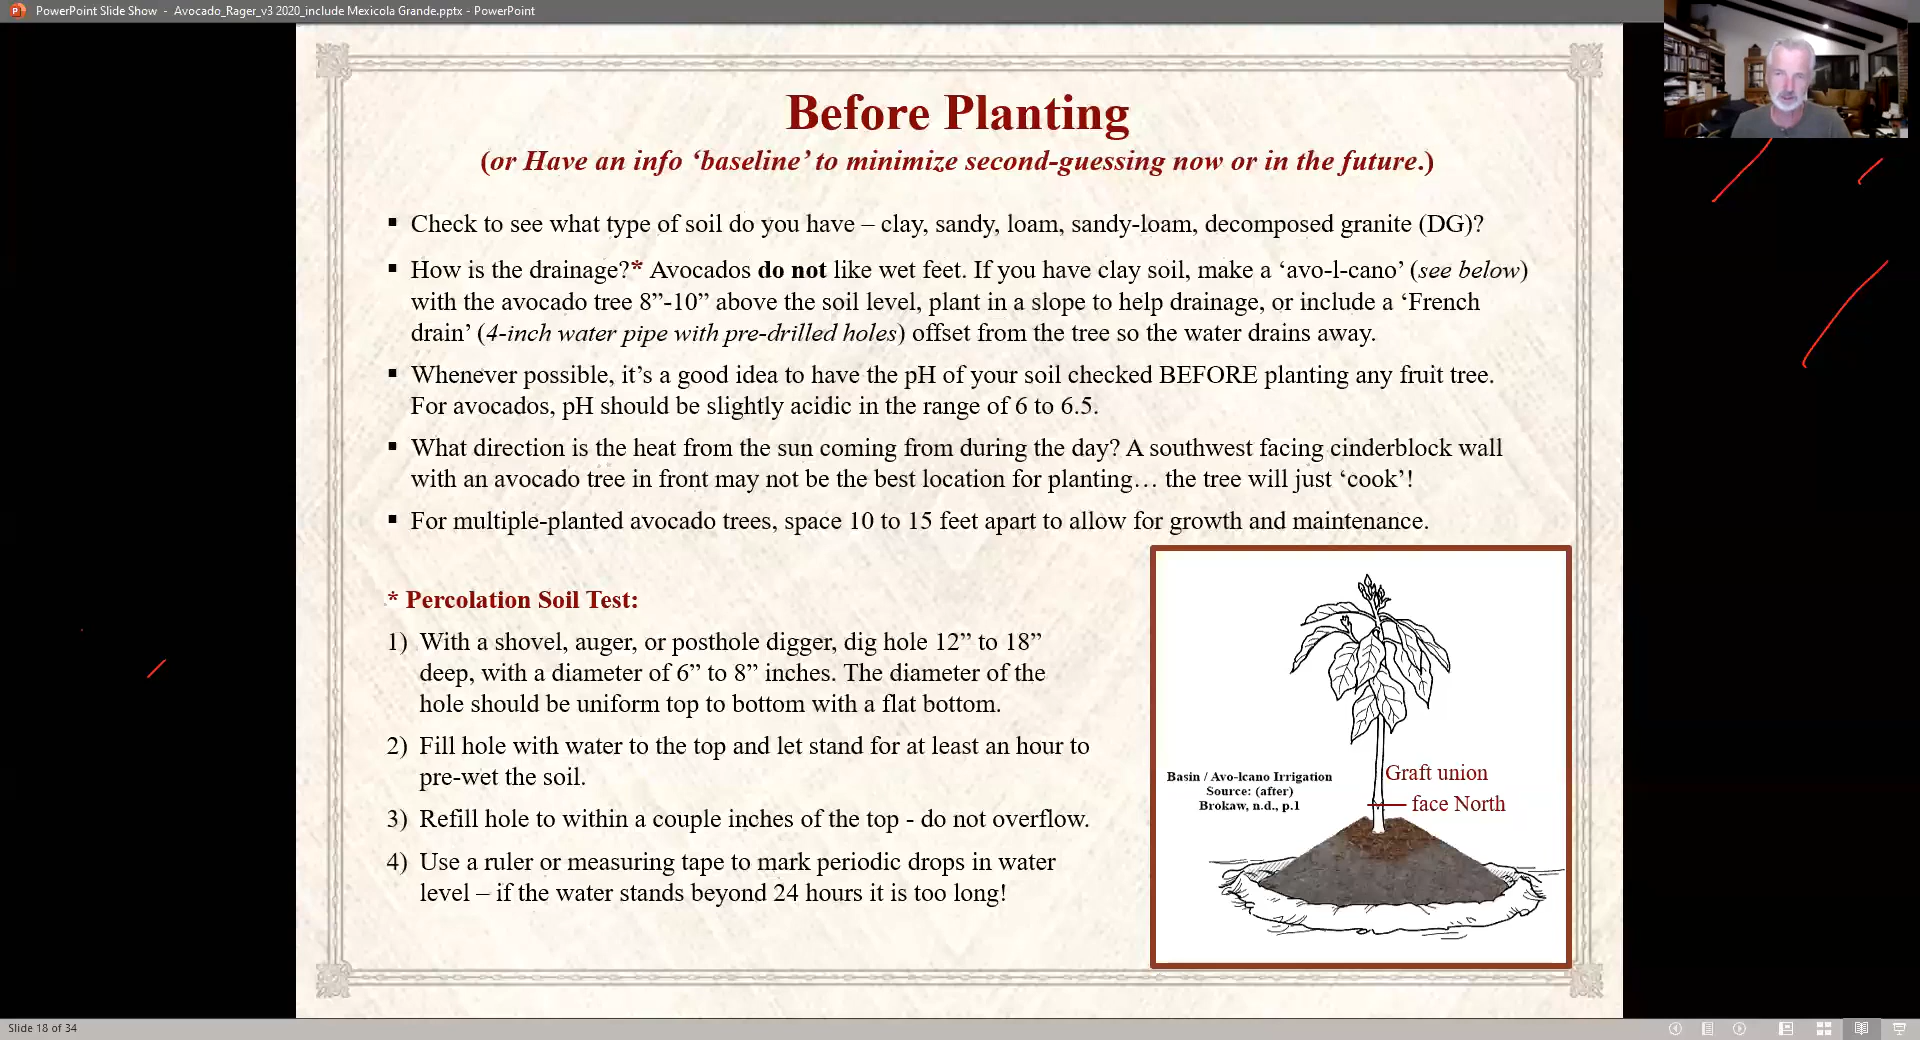 PowerPoint Slide Show - Avocado_Rager_v3 2020_include Mexicola Grande.pptx - PowerPoint
Before Planting
(or Have an info ‘baseline’ to minimize second-guessing now or in the future.)
▪ Check to see what type of soil do you have – clay, sandy, loam, sandy-loam, decomposed granite (DG)?
▪ How is the drainage?* Avocados do not like wet feet. If you have clay soil, make a ‘avo-l-cano’ (see below)
with the avocado tree 8”-10” above the soil level, plant in a slope to help drainage, or include a ‘French
drain’ (4-inch water pipe with pre-drilled holes) offset from the tree so the water drains away.
▪ Whenever possible, it’s a good idea to have the pH of your soil checked BEFORE planting any fruit tree.
For avocados, pH should be slightly acidic in the range of 6 to 6.5.
▪ What direction is the heat from the sun coming from during the day? A southwest facing cinderblock wall
with an avocado tree in front may not be the best location for planting… the tree will just ‘cook’!
▪ For multiple-planted avocado trees, space 10 to 15 feet apart to allow for growth and maintenance.
* Percolation Soil Test:
1) With a shovel, auger, or posthole digger, dig hole 12” to 18”
deep, with a diameter of 6” to 8” inches. The diameter of the
hole should be uniform top to bottom with a flat bottom.
2) Fill hole with water to the top and let stand for at least an hour to
pre-wet the soil.
3) Refill hole to within a couple inches of the top - do not overflow.
4) Use a ruler or measuring tape to mark periodic drops in water
level – if the water stands beyond 24 hours it is too long!
Basin / Avo-lcano Irrigation
Source: (after)
Brokaw, n.d., p.1
Graft union
face North
Slide 18 of 34